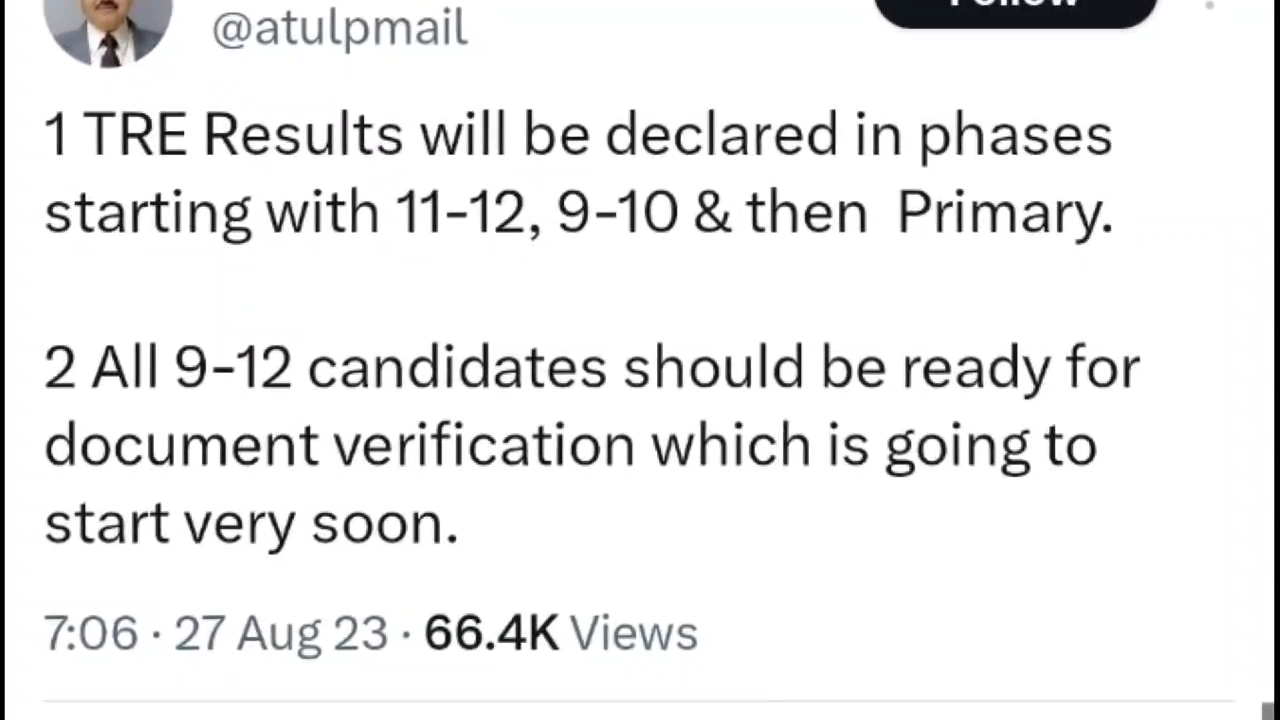 Follow
@atulpmail
1 TRE Results will be declared in phases
starting with 11-12, 9-10 & then Primary.
2 All 9-12 candidates should be ready for
document verification which is going to
start very soon.
7:06 · 27 Aug 23 · 66.4K Views